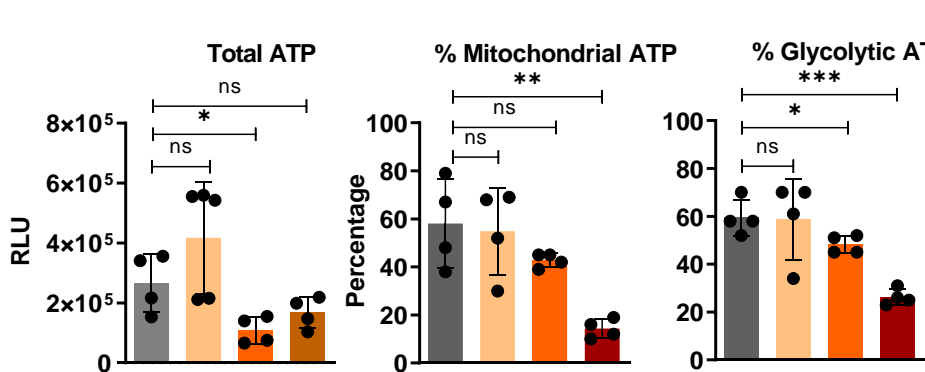 Total ATP
ns
*
ns
8×10⁵
6×10⁵
4×10⁵
2×10⁵
0
RLU
% Mitochondrial ATP
**
ns
ns
100
80
60
40
20
0
Percentage
% Glycolytic AT
***
*
ns
100
80
60
40
20
0